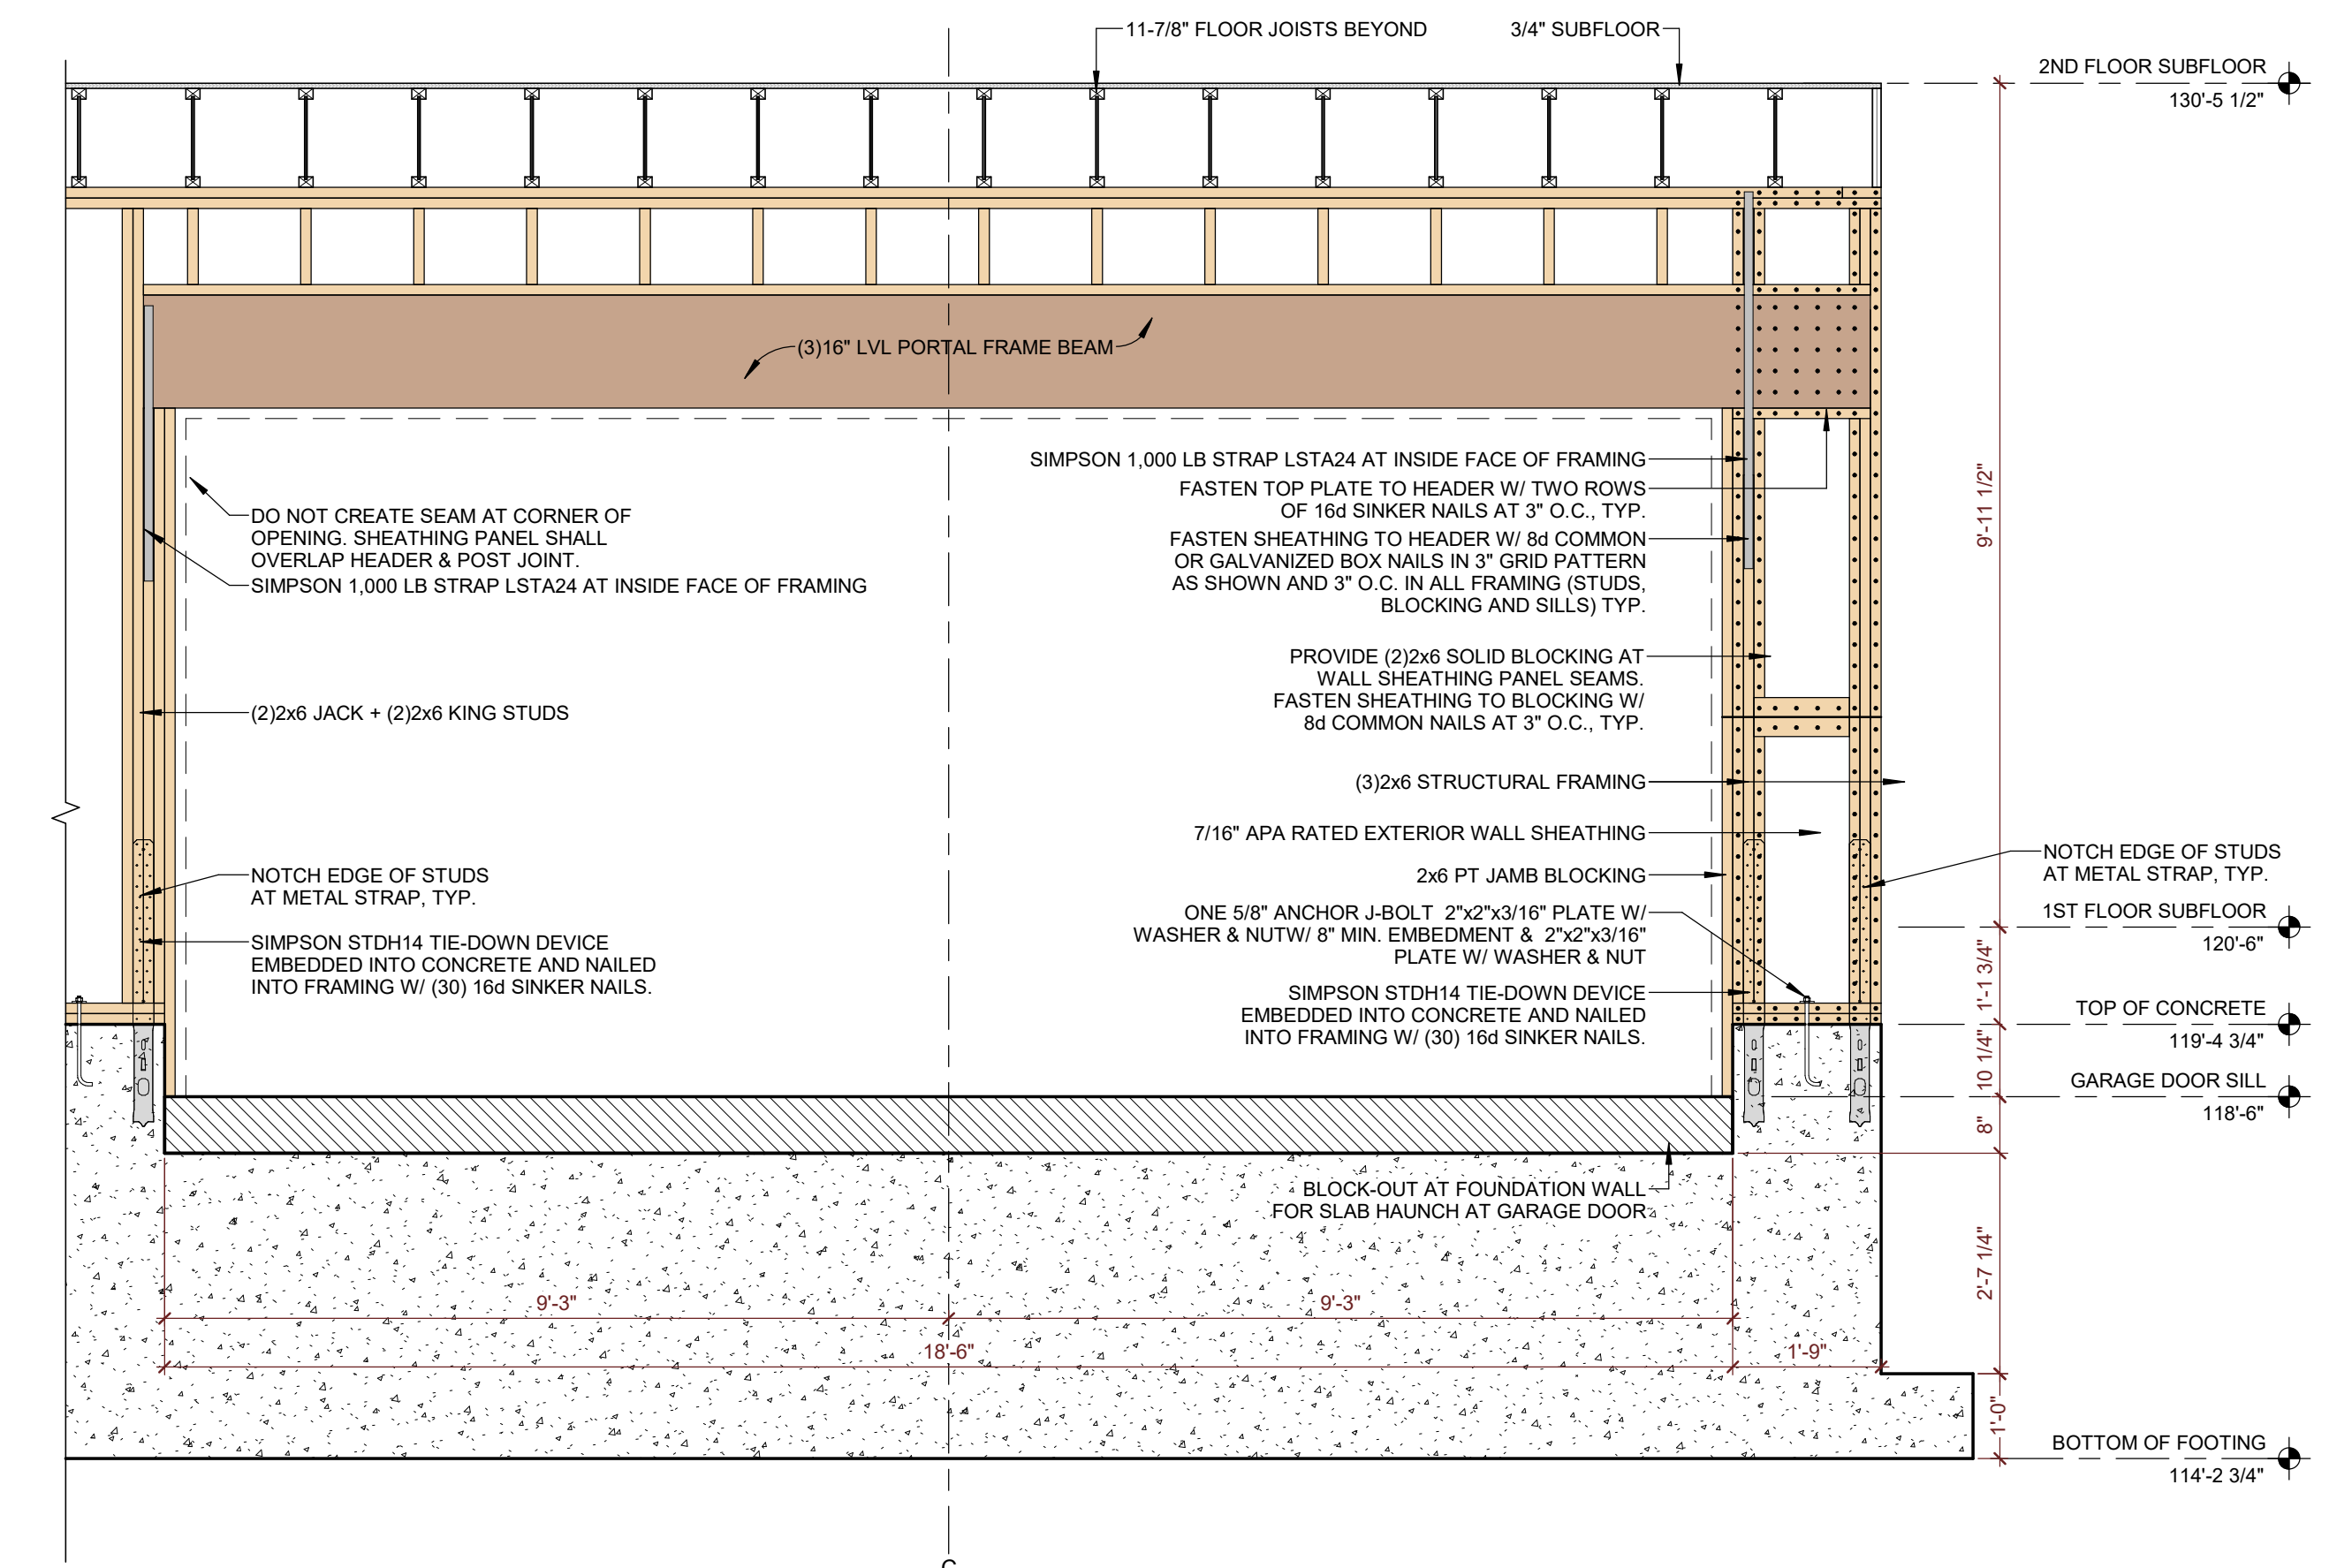 11-7/8" FLOOR JOISTS BEYOND
3/4" SUBFLOOR
2ND FLOOR SUBFLOOR
130'-5 1/2"
(3)16" LVL PORTAL FRAME BEAM
DO NOT CREATE SEAM AT CORNER OF
OPENING. SHEATHING PANEL SHALL
OVERLAP HEADER & POST JOINT.
SIMPSON 1,000 LB STRAP LSTA24 AT INSIDE FACE OF FRAMING
(2)2x6 JACK + (2)2x6 KING STUDS
NOTCH EDGE OF STUDS
AT METAL STRAP, TYP.
SIMPSON STDH14 TIE-DOWN DEVICE
EMBEDDED INTO CONCRETE AND NAILED
INTO FRAMING W/ (30) 16d SINKER NAILS.
SIMPSON 1,000 LB STRAP LSTA24 AT INSIDE FACE OF FRAMING
FASTEN TOP PLATE TO HEADER W/ TWO ROWS
OF 16d SINKER NAILS AT 3" O.C., TYP.
FASTEN SHEATHING TO HEADER W/ 8d COMMON
OR GALVANIZED BOX NAILS IN 3" GRID PATTERN
AS SHOWN AND 3" O.C. IN ALL FRAMING (STUDS,
BLOCKING AND SILLS) TYP.
PROVIDE (2)2x6 SOLID BLOCKING AT
WALL SHEATHING PANEL SEAMS.
FASTEN SHEATHING TO BLOCKING W/
8d COMMON NAILS AT 3" O.C., TYP.
(3)2x6 STRUCTURAL FRAMING
7/16" APA RATED EXTERIOR WALL SHEATHING
2x6 PT JAMB BLOCKING
ONE 5/8" ANCHOR J-BOLT 2"x2"x3/16" PLATE W/
WASHER & NUTW/ 8" MIN. EMBEDMENT & 2"x2"x3/16"
PLATE W/ WASHER & NUT
SIMPSON STDH14 TIE-DOWN DEVICE
EMBEDDED INTO CONCRETE AND NAILED
INTO FRAMING W/ (30) 16d SINKER NAILS.
BLOCK-OUT AT FOUNDATION WALL
FOR SLAB HAUNCH AT GARAGE DOOR
9'-3"
9'-3"
18'-6"
1'-9"
9'-11 1/2"
1'-1 3/4"
10 1/4"
8"
2'-7 1/4"
1'-0"
NOTCH EDGE OF STUDS
AT METAL STRAP, TYP.
1ST FLOOR SUBFLOOR
120'-6"
TOP OF CONCRETE
119'-4 3/4"
GARAGE DOOR SILL
118'-6"
BOTTOM OF FOOTING
114'-2 3/4"